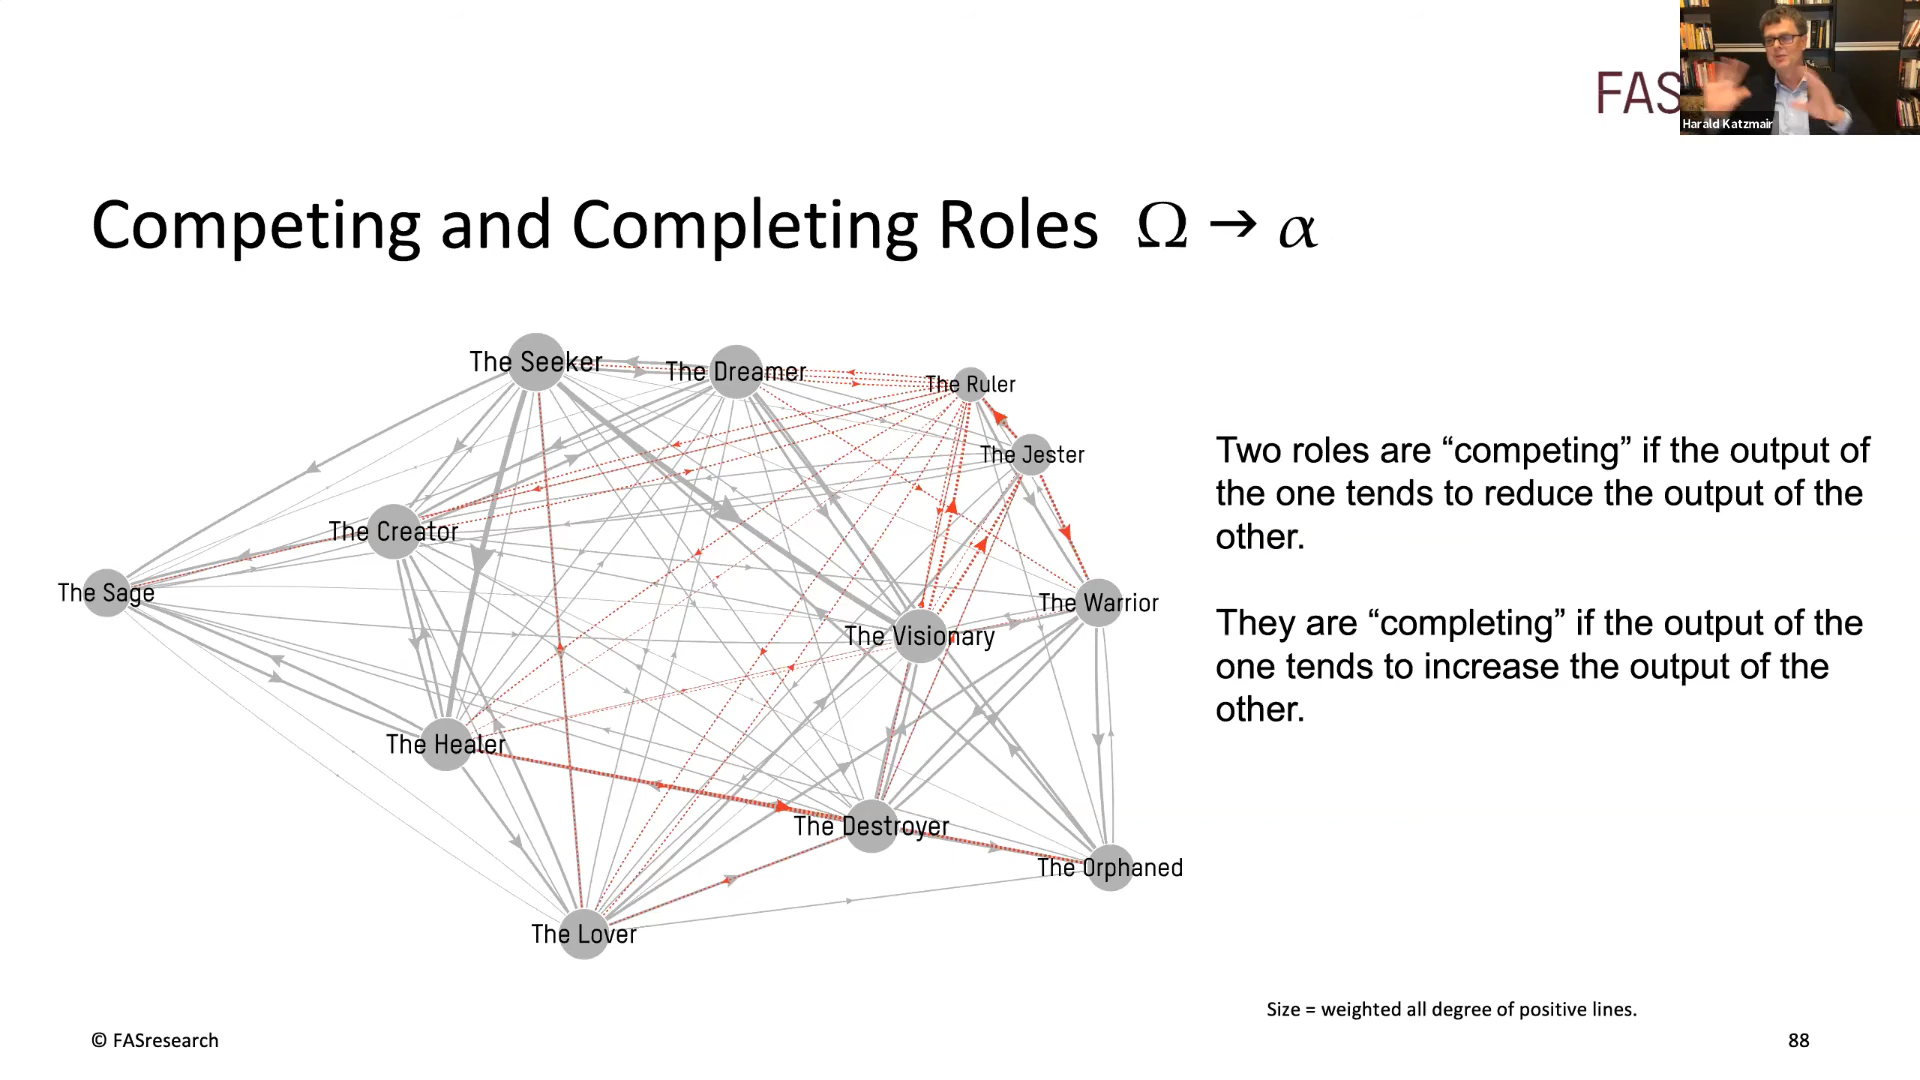 FAS
Harald Katzmair
Competing and Completing Roles Ω → α
The Seeker
The Dreamer
The Ruler
The Jester
The Creator
The Sage
The Warrior
The Visionary
The Healer
The Destroyer
The Orphaned
The Lover
Two roles are “competing” if the output of
the one tends to reduce the output of the
other.
They are “completing” if the output of the
one tends to increase the output of the
other.
Size = weighted all degree of positive lines.
© FASresearch
88